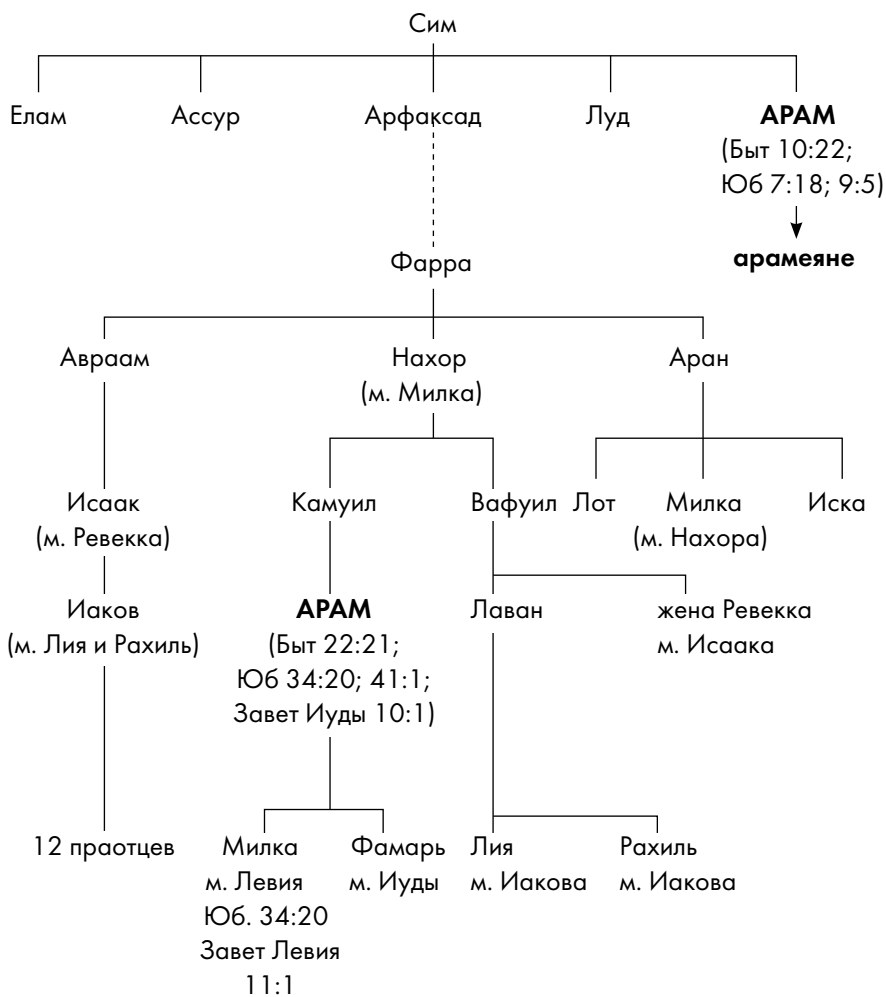 Сим
Елам Ассур Арфаксад Луд АРАМ
(Быт 10:22;
Юб 7:18; 9:5)
арамеяне
Фарра
Авраам Нахор Аран
(м. Милка)
Исаак Камуил Вафуил Лот Милка Иска
(м. Ревекка) (м. Нахора)
Иаков АРАМ Лаван жена Ревекка
(м. Лия и Рахиль) (Быт 22:21; м. Исаака
Юб 34:20; 41:1;
Завет Иуды 10:1)
12 праотцев Милка Фамарь Лия Рахиль
м. Левия м. Иуды м. Иакова м. Иакова
Юб. 34:20
Завет Левия
11:1